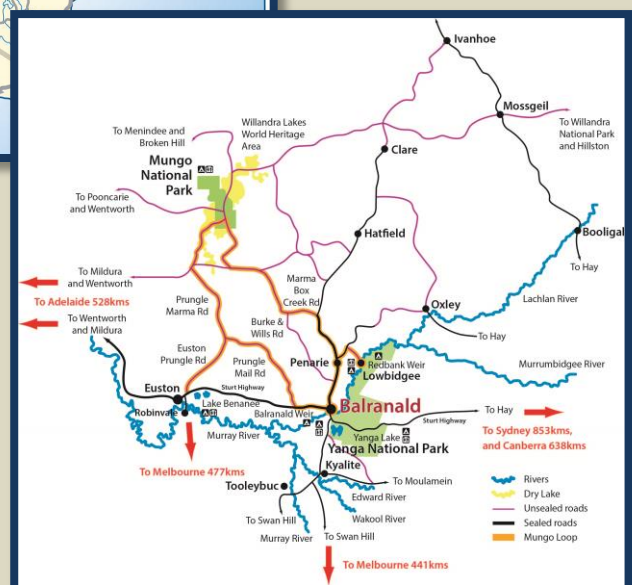 Ivanhoe
Mossgeil
To Willandra
National Park
and Hillston
Willandra Lakes
World Heritage
Area
To Menindee and
Broken Hill
Clare
Mungo
National
Park
To Pooncarie
and Wentworth
Hatfield
Booligal
To Hay
Marma
Box
Creek Rd
To Mildura
and Wentworth
Lachlan River
To Adelaide 528kms
Prungle
Marma Rd
Oxley
To Wentworth
and Mildura
Burke &
Wills Rd
To Hay
Euston
Prungle Rd
Prungle
Mail Rd
Penarie
Redbank Weir
Lowbidgee
Murrumbidgee River
Euston
Sturt Highway
Lake Benanee
Robinvale
Balranald Weir
Balranald
Sturt Highway
To Hay
Murray River
Yanga Lake
Yanga National Park
To Sydney 853kms,
and Canberra 638kms
To Melbourne 477kms
Kyalite
To Moulamein
Tooleybuc
Edward River
Wakool River
To Swan Hill
Murray River
To Swan Hill
To Melbourne 441kms
Rivers
Dry Lake
Unsealed roads
Sealed roads
Mungo Loop